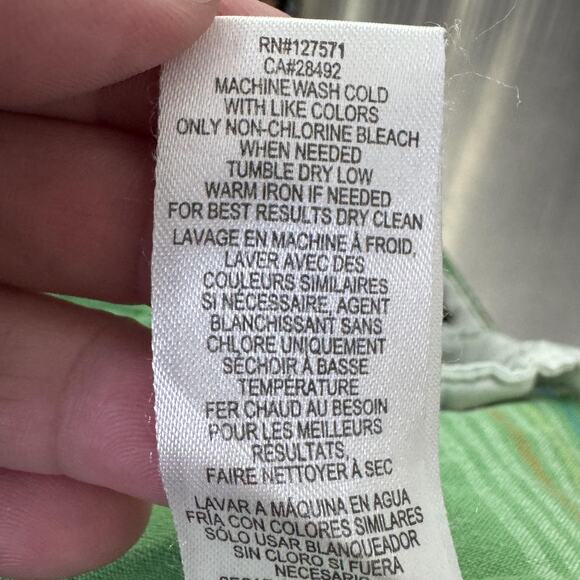 RN#127571
CA#28492
MACHINE WASH COLD
WITH LIKE COLORS
ONLY NON-CHLORINE BLEACH
WHEN NEEDED
TUMBLE DRY LOW
WARM IRON IF NEEDED
FOR BEST RESULTS DRY CLEAN
LAVAGE EN MACHINE À FROID,
LAVER AVEC DES
COULEURS SIMILAIRES
SI NÉCESSAIRE, AGENT
BLANCHISSANT SANS
CHLORE UNIQUEMENT
SÉCHOIR À BASSE
TEMPÉRATURE
FER CHAUD AU BESOIN
POUR LES MEILLEURS
RÉSULTATS,
FAIRE NETTOYER À SEC
LAVAR A MÁQUINA EN AGUA
FRÍA CON COLORES SIMILARES
SÓLO USAR BLANQUEADOR
SIN CLORO SI FUERA
NECESARIO